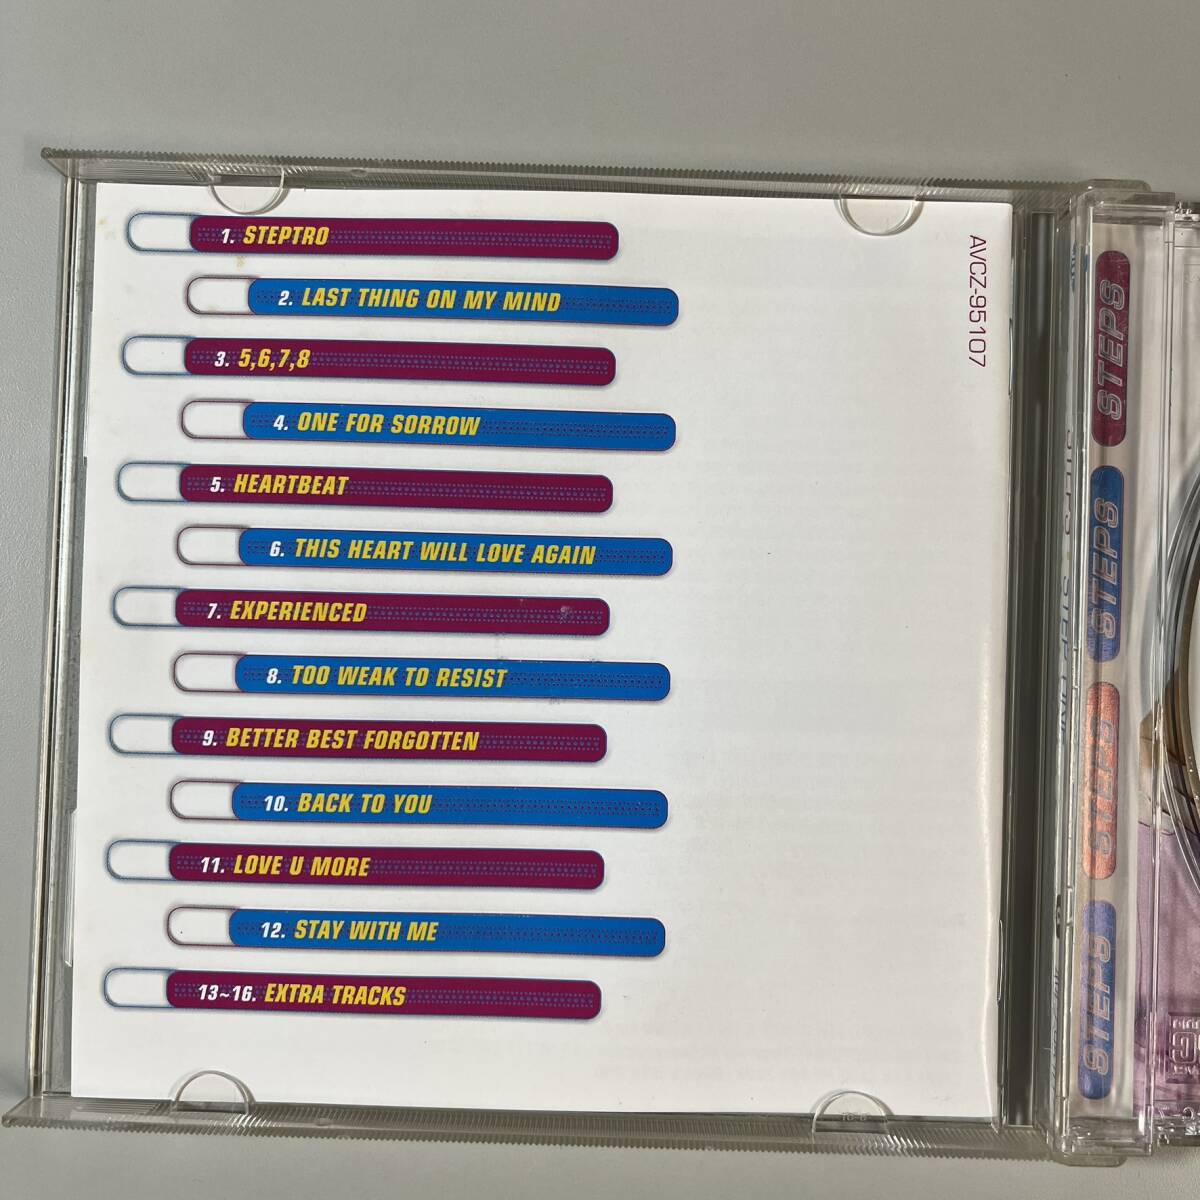 1. STEPTRO
2. LAST THING ON MY MIND
3. 5,6,7,8
4. ONE FOR SORROW
5. HEARTBEAT
6. THIS HEART WILL LOVE AGAIN
7. EXPERIENCED
8. TOO WEAK TO RESIST
9. BETTER BEST FORGOTTEN
10. BACK TO YOU
11. LOVE U MORE
12. STAY WITH ME
13~16. EXTRA TRACKS
AVCZ-95107
STEPS
STEPS
STEPS
STEPS